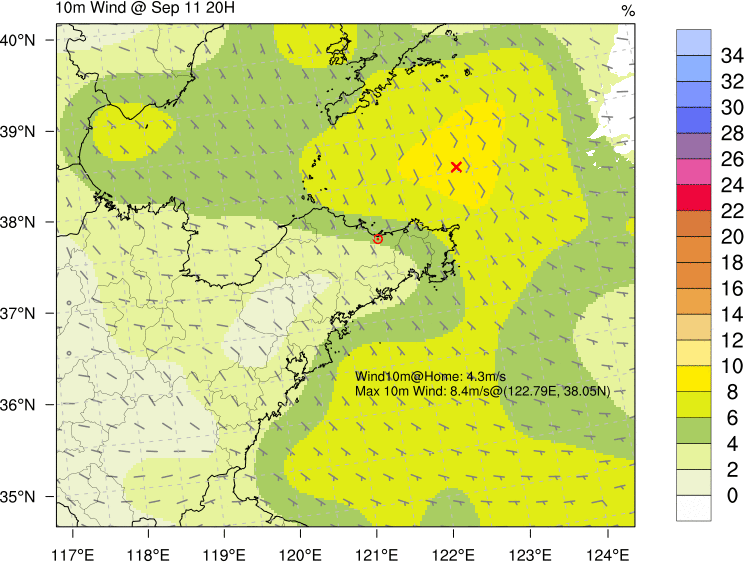 10m Wind @ Sep 11 20H
%
40°N
39°N
38°N
37°N
36°N
35°N
Wind10m@Home: 4.3m/s
Max 10m Wind: 8.4m/s@(122.79E, 38.05N)
117°E 118°E 119°E 120°E 121°E 122°E 123°E 124°E
34
32
30
28
26
24
22
20
18
16
14
12
10
8
6
4
2
0